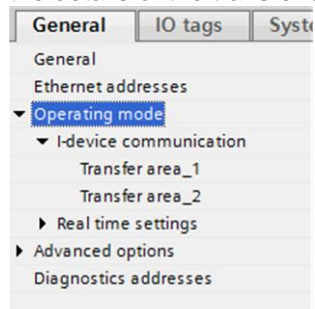 General IO tags
General
Ethernet addresses
Operating mode
I-device communication
Transfer area_1
Transfer area_2
Real time settings
Advanced options
Diagnostics addresses